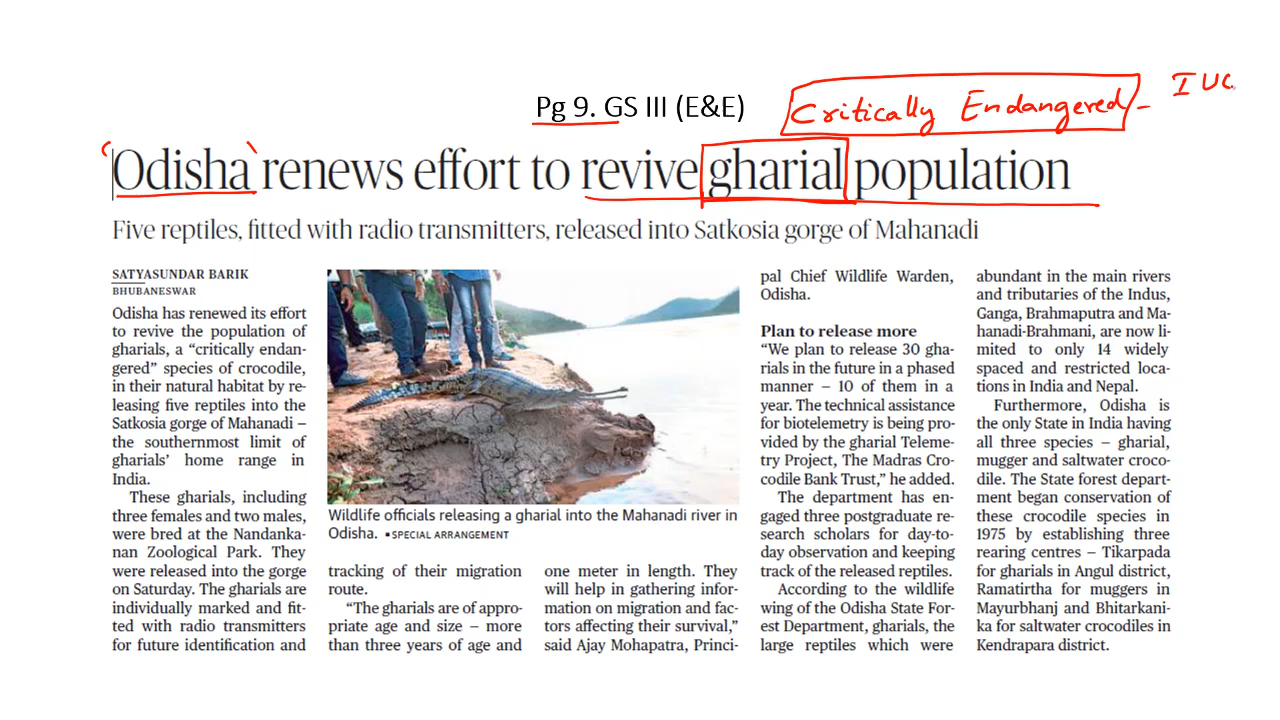 Pg 9. GS III (E&E)
Critically Endangered - IUC
Odisha renews effort to revive gharial population
Five reptiles, fitted with radio transmitters, released into Satkosia gorge of Mahanadi
SATYASUNDAR BARIK
BHUBANESWAR
Odisha has renewed its effort
to revive the population of
gharials, a “critically endan-
gered” species of crocodile,
in their natural habitat by re-
leasing five reptiles into the
Satkosia gorge of Mahanadi –
the southernmost limit of
gharials’ home range in
India.
These gharials, including
three females and two males,
were bred at the Nandanka-
nan Zoological Park. They
were released into the gorge
on Saturday. The gharials are
individually marked and fit-
ted with radio transmitters
for future identification and
Wildlife officials releasing a gharial into the Mahanadi river in
Odisha. ■ SPECIAL ARRANGEMENT
tracking of their migration
route.
“The gharials are of appro-
priate age and size – more
than three years of age and
one meter in length. They
will help in gathering infor-
mation on migration and fac-
tors affecting their survival,”
said Ajay Mohapatra, Princi-
pal Chief Wildlife Warden,
Odisha.
Plan to release more
“We plan to release 30 gha-
rials in the future in a phased
manner – 10 of them in a
year. The technical assistance
for biotelemetry is being pro-
vided by the gharial Teleme-
try Project, The Madras Cro-
codile Bank Trust,” he added.
The department has en-
gaged three postgraduate re-
search scholars for day-to-
day observation and keeping
track of the released reptiles.
According to the wildlife
wing of the Odisha State For-
est Department, gharials, the
large reptiles which were
abundant in the main rivers
and tributaries of the Indus,
Ganga, Brahmaputra and Ma-
hanadi-Brahmani, are now li-
mited to only 14 widely
spaced and restricted loca-
tions in India and Nepal.
Furthermore, Odisha is
the only State in India having
all three species – gharial,
mugger and saltwater croco-
dile. The State forest depart-
ment began conservation of
these crocodile species in
1975 by establishing three
rearing centres – Tikarpada
for gharials in Angul district,
Ramatirtha for muggers in
Mayurbhanj and Bhitarkani-
ka for saltwater crocodiles in
Kendrapara district.